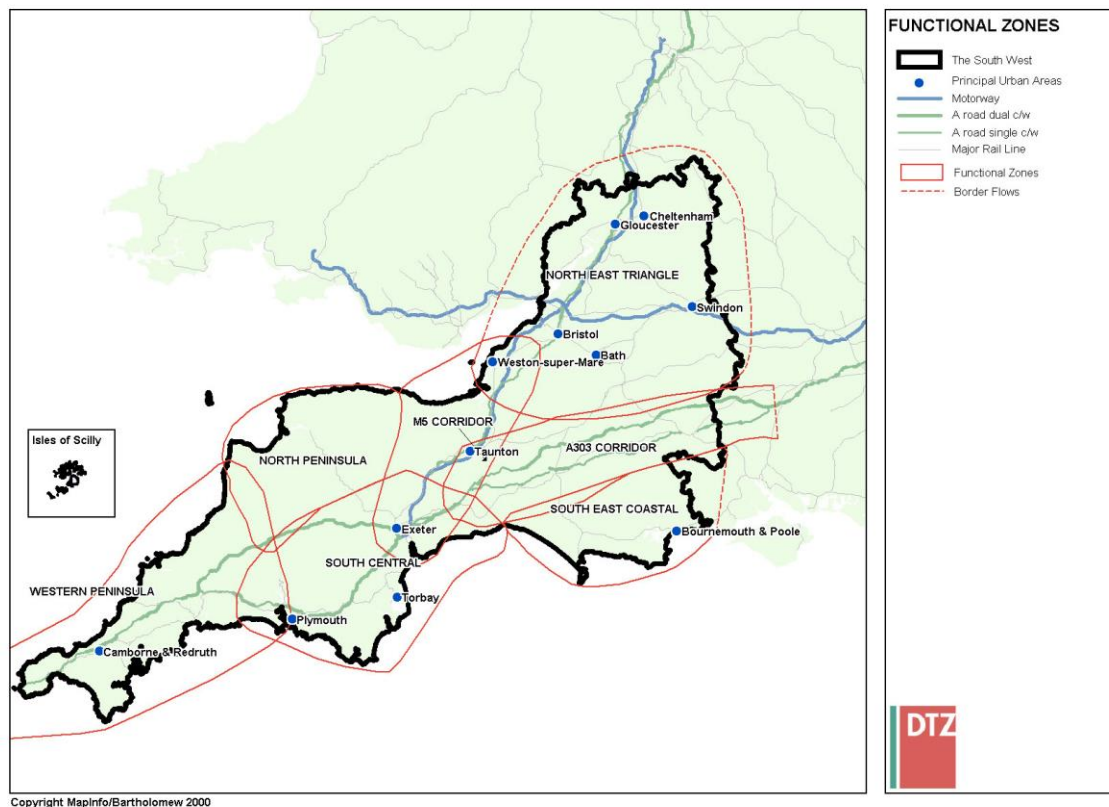 FUNCTIONAL ZONES
The South West
Principal Urban Areas
Motorway
A road dual c/w
A road single c/w
Major Rail Line
Functional Zones
Border Flows
Cheltenham
Gloucester
NORTH EAST TRIANGLE
Swindon
Bristol
Bath
Weston-super-Mare
M5 CORRIDOR
Taunton
A303 CORRIDOR
Isles of Scilly
NORTH PENINSULA
SOUTH EAST COASTAL
Exeter
Bournemouth & Poole
SOUTH CENTRAL
WESTERN PENINSULA
Torbay
Plymouth
Camborne & Redruth
DTZ
Copyright MapInfo/Bartholomew 2000